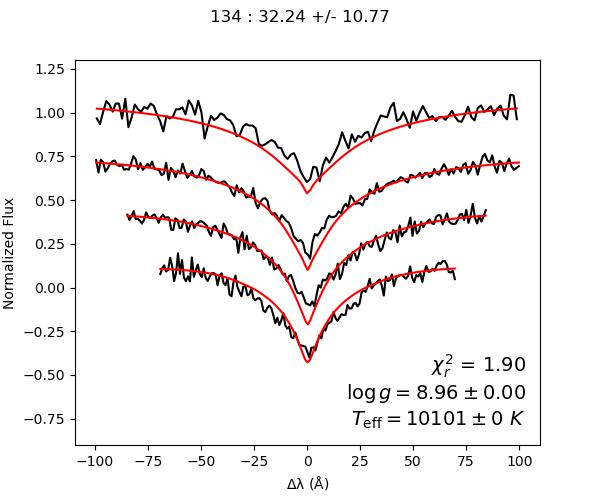 134 : 32.24 +/- 10.77
1.25
1.00
0.75
0.50
0.25
0.00
−0.25
−0.50
−0.75
Normalized Flux
χ²ᵣ = 1.90
log g = 8.96 ± 0.00
T_eff = 10101 ± 0 K
−100 −75 −50 −25 0 25 50 75 100
Δλ (Å)